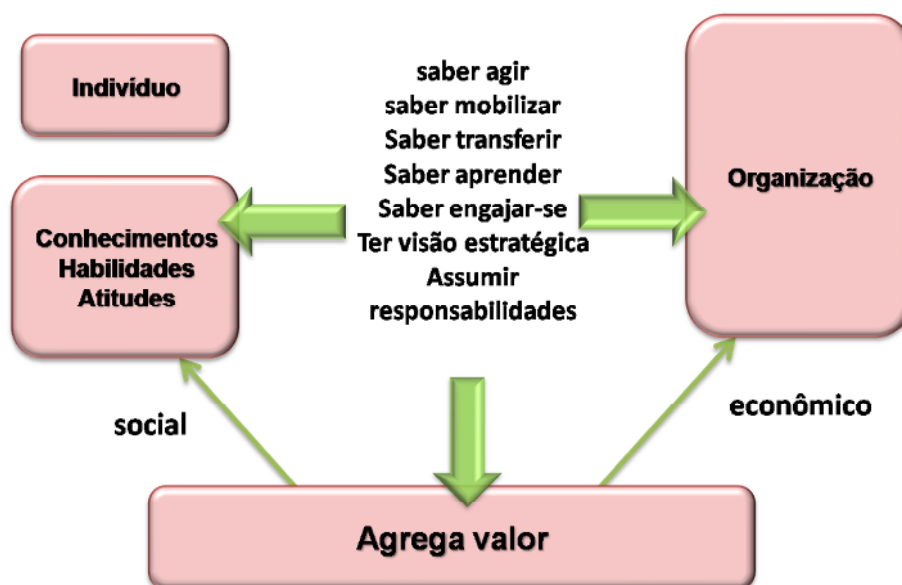 Indivíduo
Conhecimentos
Habilidades
Atitudes
saber agir
saber mobilizar
Saber transferir
Saber aprender
Saber engajar-se
Ter visão estratégica
Assumir
responsabilidades
Organização
social
econômico
Agrega valor